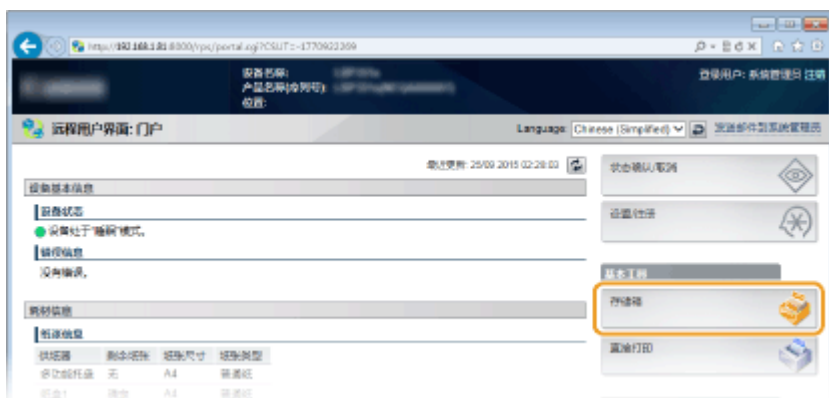 http://192.168.1.81:8000/rps/portal.cgi?CSUT=-1770922369
设备名称:
产品名称(序列号):
位置:
登录用户: 系统管理员 注销
远程用户界面: 门户
Language: Chinese (Simplified)
发送邮件到系统管理员
最近更新: 25/09 2015 02:28:03
设备基本信息
设备状态
设备处于"睡眠"模式。
错误信息
没有错误。
耗材信息
纸张信息
供纸器 剩余纸张 纸张尺寸 纸张类型
多功能托盘 无 A4 普通纸
纸盒1 A4 普通纸
状态确认/取消
设置/注册
基本工具
存储箱
直接打印